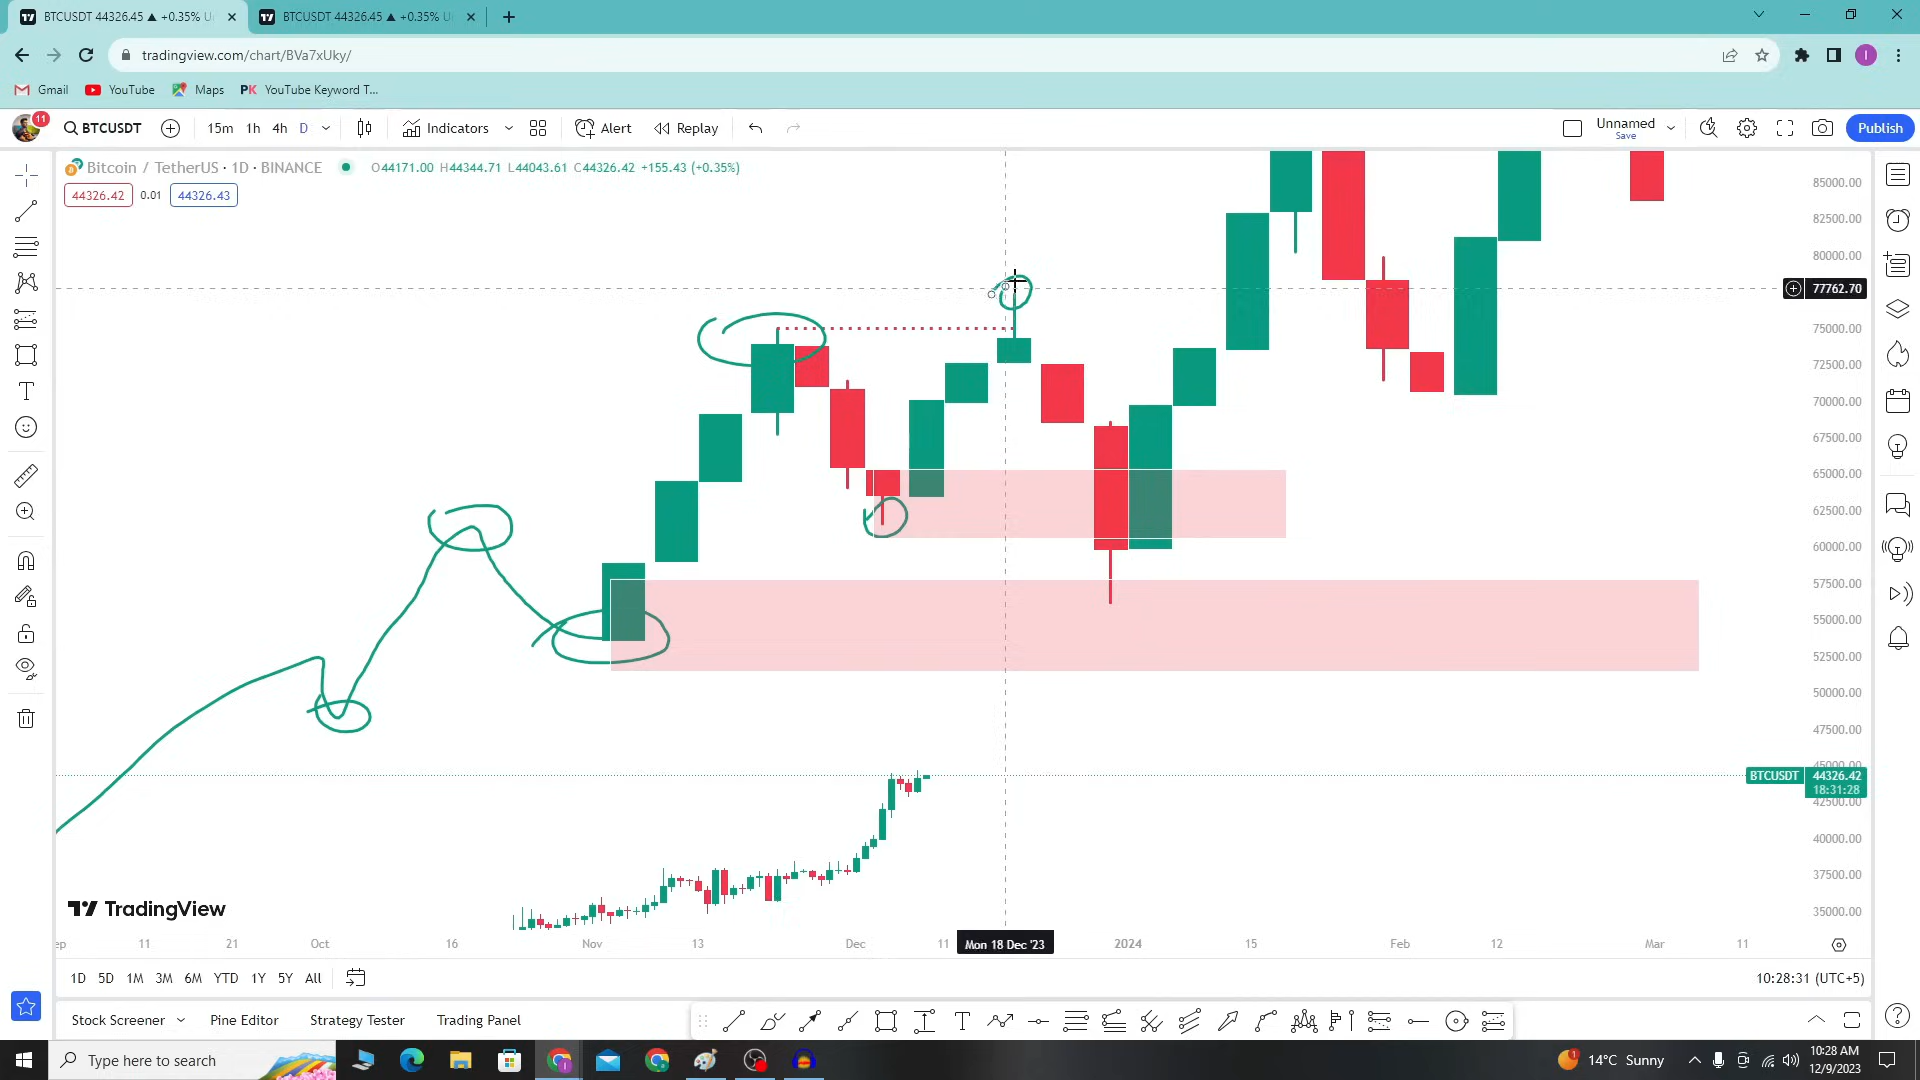 BTCUSDT 44326.45 ▲ +0.35% U
BTCUSDT 44326.45 ▲ +0.35% U
tradingview.com/chart/BVa7xUky/
I
Gmail
YouTube
Maps
PK YouTube Keyword T...
11
BTCUSDT
15m 1h 4h D
Indicators
Alert
Replay
Unnamed
Save
Publish
Bitcoin / TetherUS · 1D · BINANCE
O44171.00 H44344.71 L44043.61 C44326.42 +155.43 (+0.35%)
44326.42 0.01 44326.43
85000.00
82500.00
80000.00
77762.70
75000.00
72500.00
70000.00
67500.00
65000.00
62500.00
60000.00
57500.00
55000.00
52500.00
50000.00
47500.00
45000.00
BTCUSDT 44326.42
18:31:28
42500.00
40000.00
37500.00
35000.00
TradingView
ep 11 21 Oct 16 Nov 13 Dec 11 Mon 18 Dec '23 2024 15 Feb 12 Mar 11
1D 5D 1M 3M 6M YTD 1Y 5Y All
10:28:31 (UTC+5)
Stock Screener
Pine Editor
Strategy Tester
Trading Panel
Type here to search
1
14°C Sunny
10:28 AM
12/9/2023